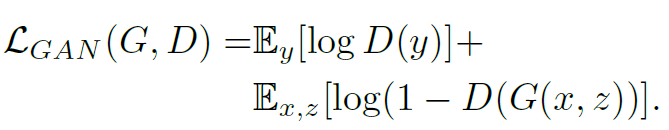 ℒ_{GAN}(G, D) =𝔼_y[log D(y)]+
𝔼_{x,z}[log(1 − D(G(x, z))].